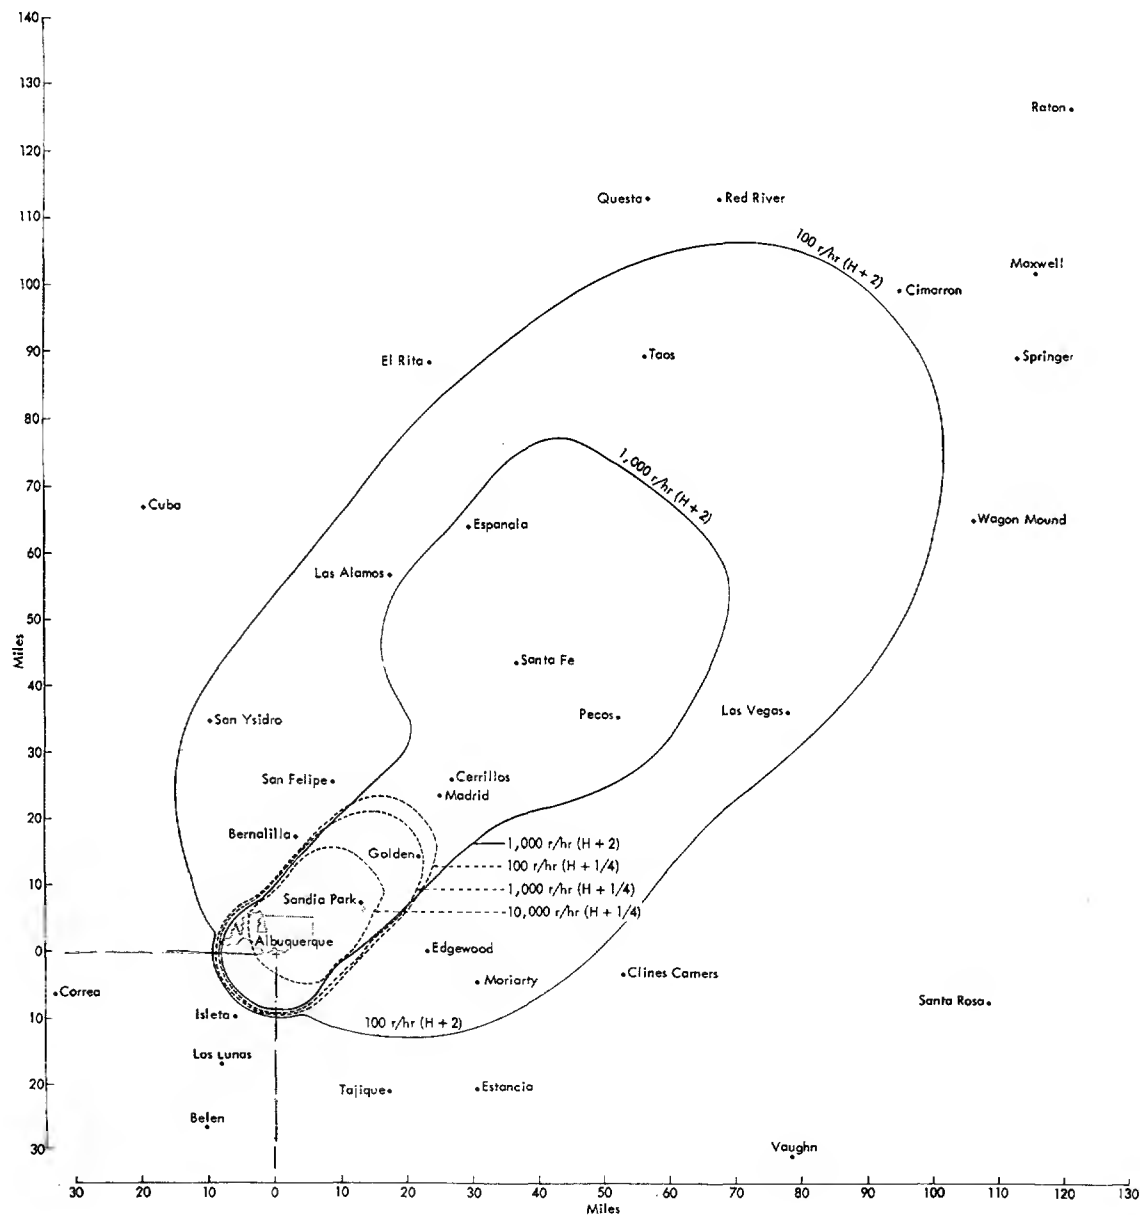 140
130
Raton
120
Questa
Red River
110
100 r/hr (H + 2)
Maxwell
100
Cimarron
90
El Rita
Taos
Springer
80
1,000 r/hr (H + 2)
70
Cuba
Espanala
Wagon Mound
60
Las Alamos
50
Miles
Santa Fe
40
San Ysidro
Pecos
Las Vegas
30
San Felipe
Cerrillos
Madrid
20
Bernalilla
1,000 r/hr (H + 2)
Golden
100 r/hr (H + 1/4)
10
1,000 r/hr (H + 1/4)
Sandia Park
10,000 r/hr (H + 1/4)
Albuquerque
0
Edgewood
Moriarty
Clines Carners
Correa
Santa Rosa
10
Isleta
100 r/hr (H + 2)
Los Lunas
20
Tajique
Estancia
Belen
30
Vaughn
30 20 10 0 10 20 30 40 50 60 70 80 90 100 110 120 130
Miles